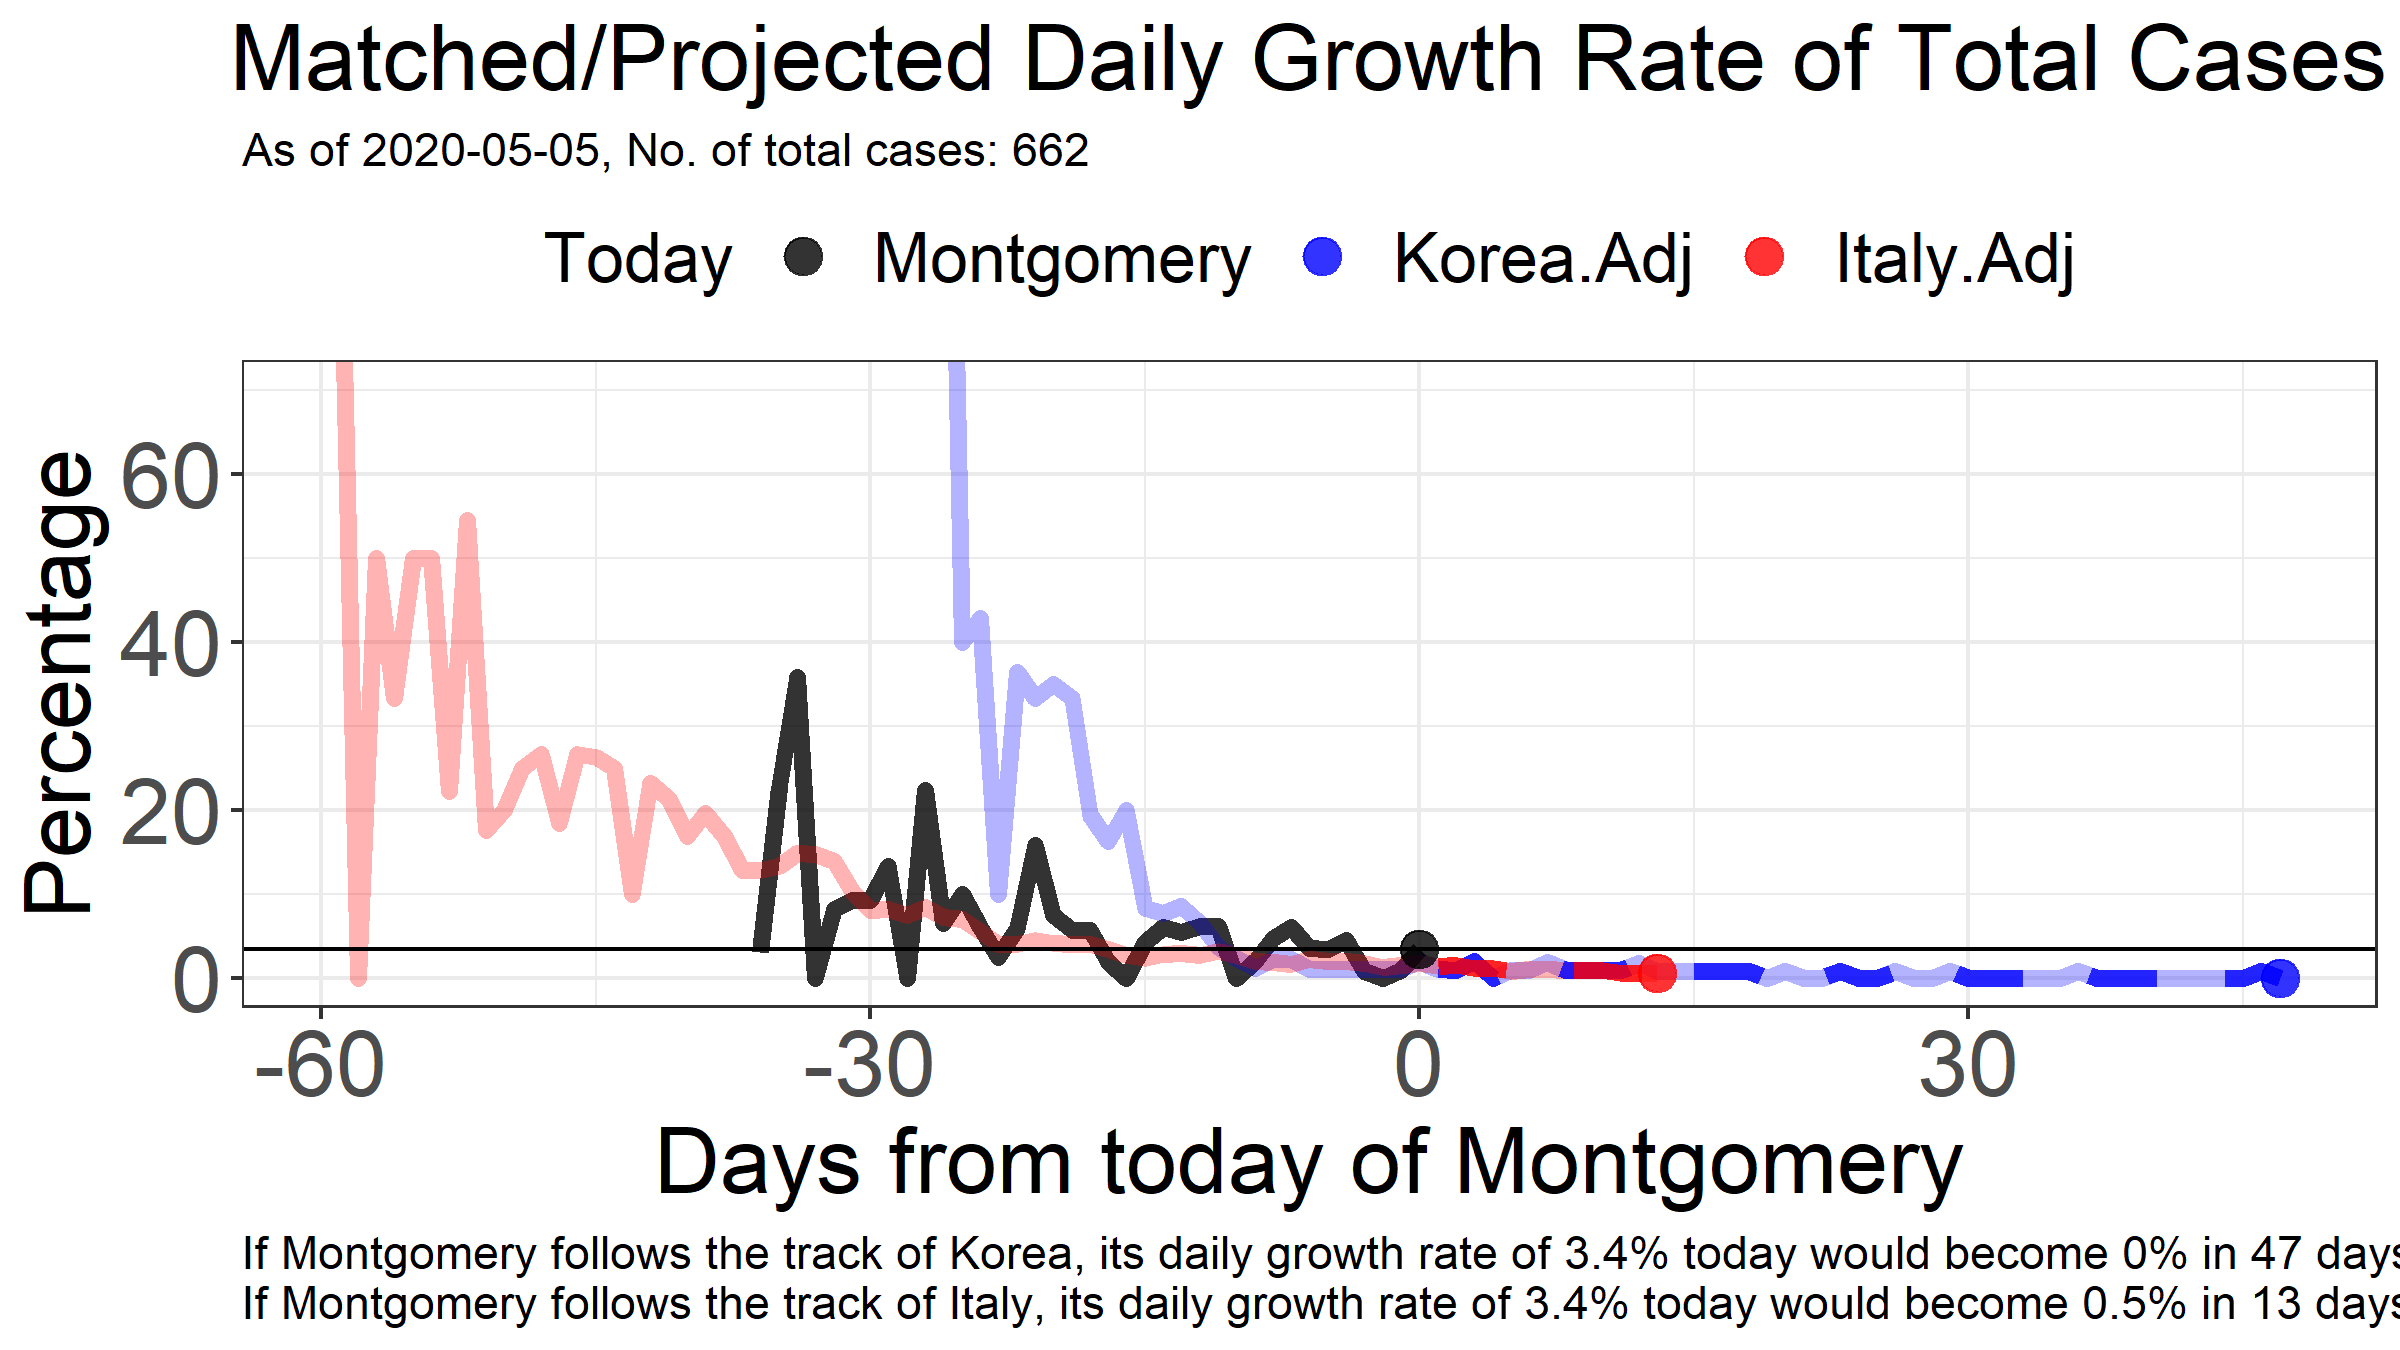 Matched/Projected Daily Growth Rate of Total Cases
As of 2020-05-05, No. of total cases: 662
Today Montgomery Korea.Adj Italy.Adj
Percentage
60
40
20
0
-60 -30 0 30
Days from today of Montgomery
If Montgomery follows the track of Korea, its daily growth rate of 3.4% today would become 0% in 47 days
If Montgomery follows the track of Italy, its daily growth rate of 3.4% today would become 0.5% in 13 days